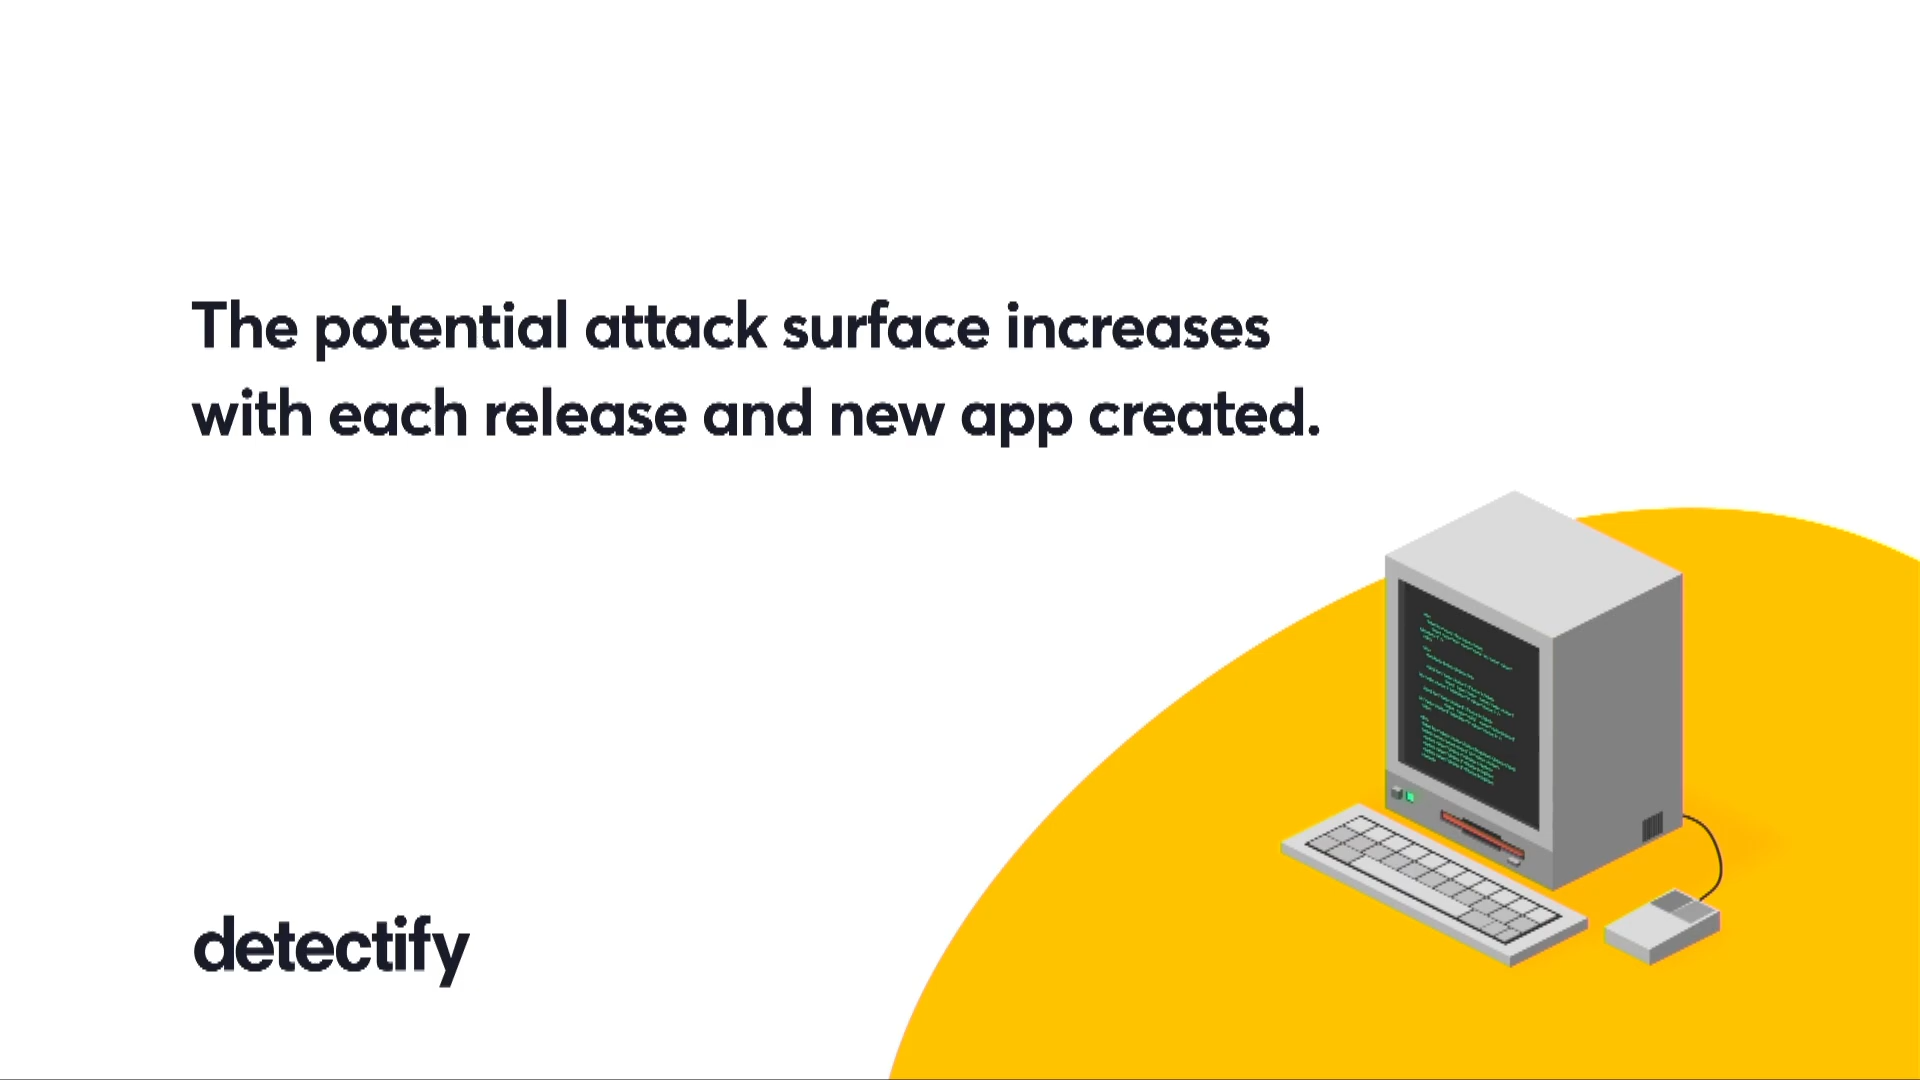 The potential attack surface increases
with each release and new app created.
detectify